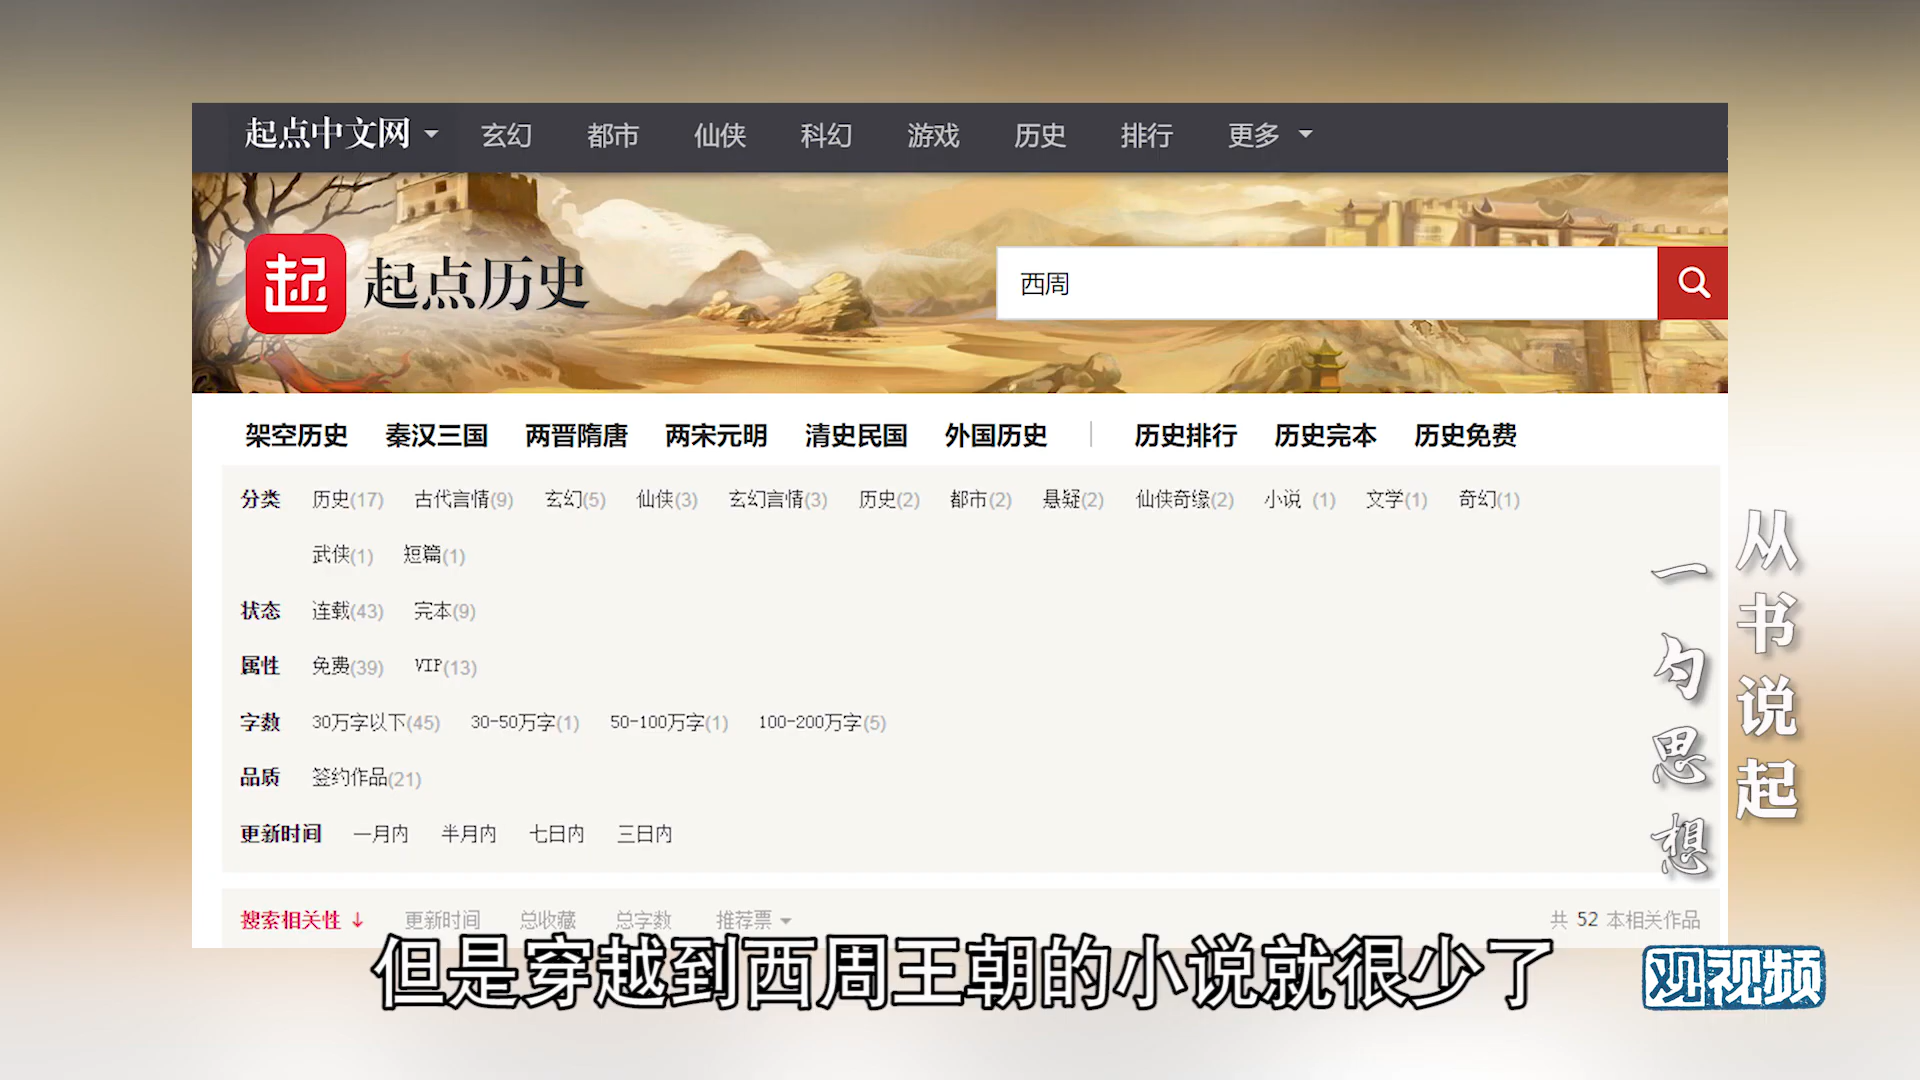 起点中文网 玄幻 都市 仙侠 科幻 游戏 历史 排行 更多
起 起点历史
西周
架空历史 秦汉三国 两晋隋唐 两宋元明 清史民国 外国历史 历史排行 历史完本 历史免费
分类 历史(17) 古代言情(9) 玄幻(5) 仙侠(3) 玄幻言情(3) 历史(2) 都市(2) 悬疑(2) 仙侠奇缘(2) 小说 (1) 文学(1) 奇幻(1)
武侠(1) 短篇(1)
状态 连载(43) 完本(9)
属性 免费(39) VIP(13)
字数 30万字以下(45) 30-50万字(1) 50-100万字(1) 100-200万字(5)
品质 签约作品(21)
更新时间 一月内 半月内 七日内 三日内
搜索相关性↓ 更新时间 总收藏 总字数 推荐票 共 52 本相关作品
从书说起
一勺思想
但是穿越到西周王朝的小说就很少了
观视频